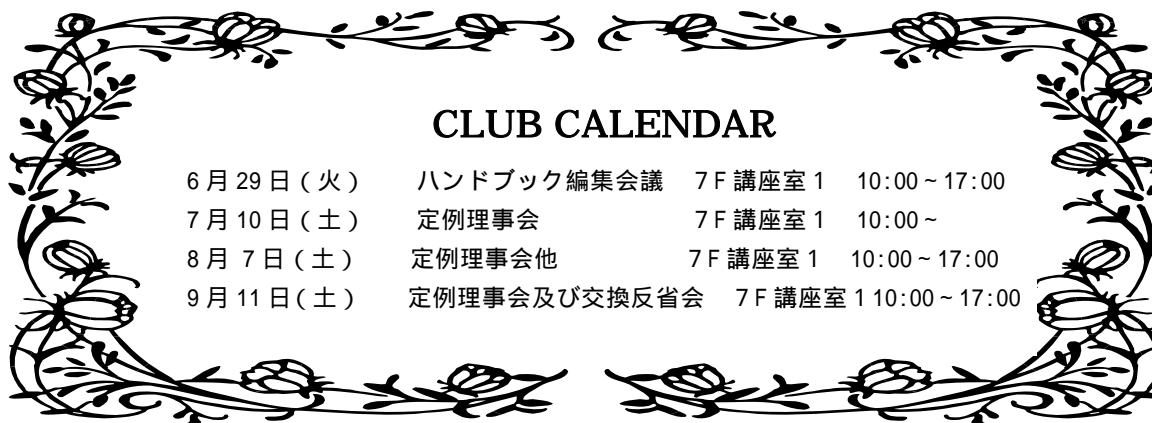 CLUB CALENDAR
6月29日(火) ハンドブック編集会議 7F講座室1 10:00~17:00
7月10日(土) 定例理事会 7F講座室1 10:00~
8月 7日(土) 定例理事会他 7F講座室1 10:00~17:00
9月11日(土) 定例理事会及び交換反省会 7F講座室1 10:00~17:00